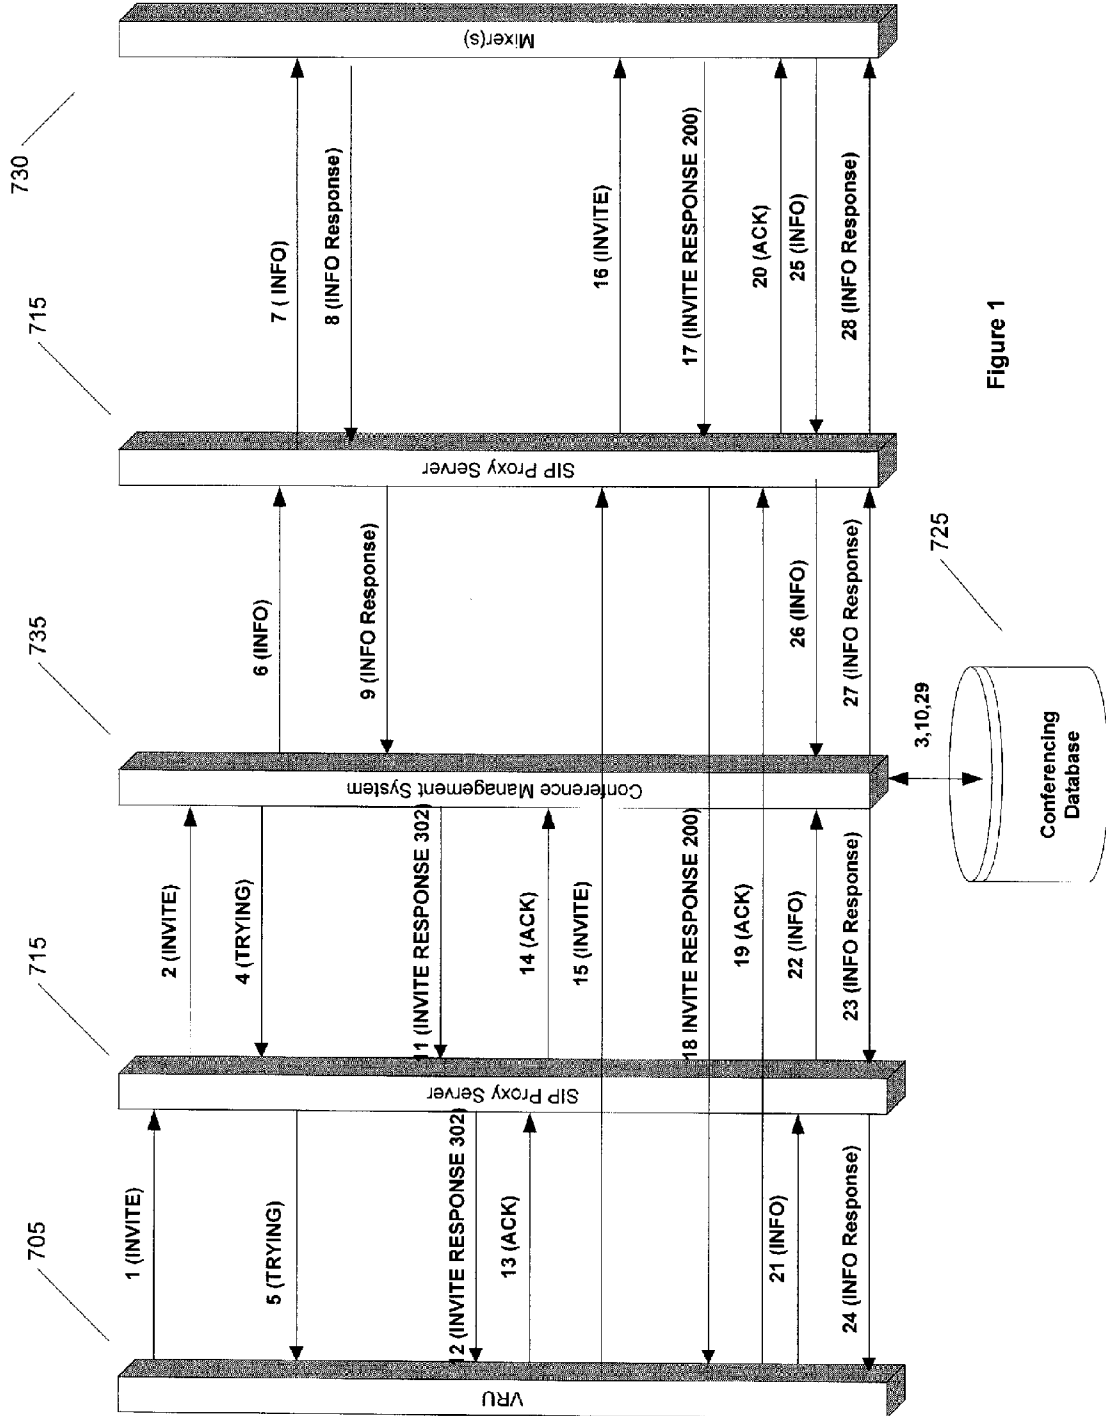 705
715
735
715
730
VRU
SIP Proxy Server
Conference Management System
SIP Proxy Server
Mixer(s)
1 (INVITE)
2 (INVITE)
3,10,29
4 (TRYING)
5 (TRYING)
6 (INFO)
7 ( INFO)
8 (INFO Response)
9 (INFO Response)
11 (INVITE RESPONSE 302)
12 (INVITE RESPONSE 302)
13 (ACK)
14 (ACK)
15 (INVITE)
16 (INVITE)
17 (INVITE RESPONSE 200)
18 INVITE RESPONSE 200)
19 (ACK)
20 (ACK)
21 (INFO)
22 (INFO)
23 (INFO Response)
24 (INFO Response)
25 (INFO)
26 (INFO)
27 (INFO Response)
28 (INFO Response)
725
Conferencing
Database
Figure 1